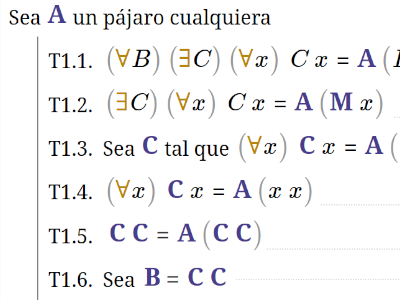 Sea A un pájaro cualquiera
T1.1. (∀B) (∃C) (∀x) C x = A (
T1.2. (∃C) (∀x) C x = A (M x)
T1.3. Sea C tal que (∀x) C x = A (
T1.4. (∀x) C x = A (x x)
T1.5. C C = A (C C)
T1.6. Sea B = C C